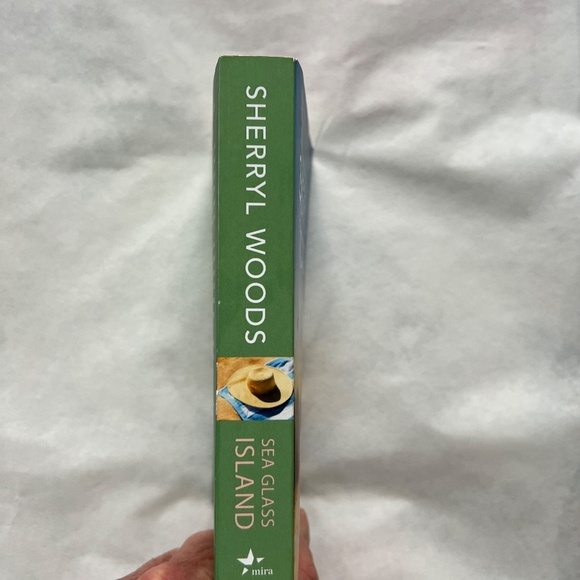 SHERRYL WOODS
SEA GLASS
ISLAND
mira